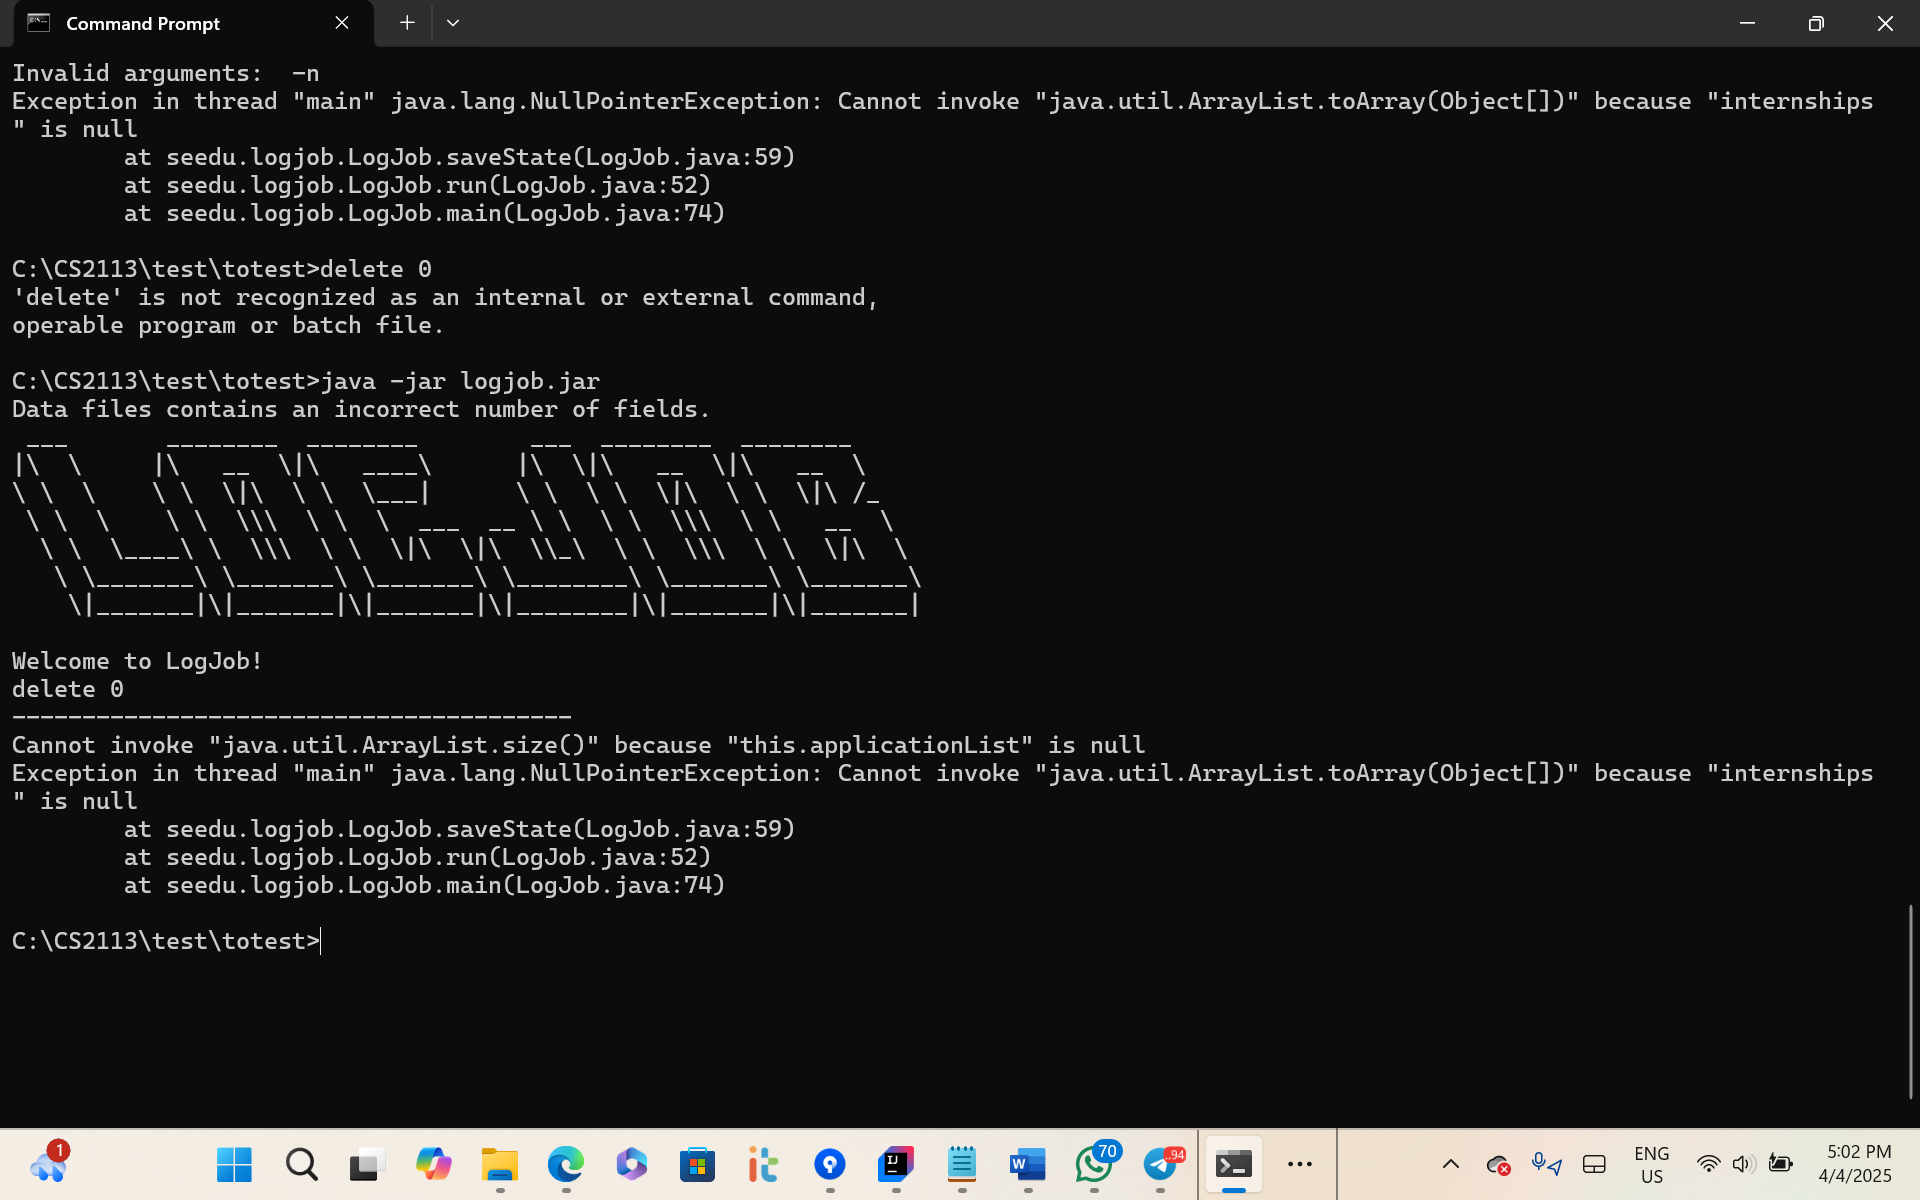 Command Prompt
Invalid arguments:  -n
Exception in thread "main" java.lang.NullPointerException: Cannot invoke "java.util.ArrayList.toArray(Object[])" because "internships
" is null
        at seedu.logjob.LogJob.saveState(LogJob.java:59)
        at seedu.logjob.LogJob.run(LogJob.java:52)
        at seedu.logjob.LogJob.main(LogJob.java:74)
C:\CS2113\test\totest>delete 0
'delete' is not recognized as an internal or external command,
operable program or batch file.
C:\CS2113\test\totest>java -jar logjob.jar
Data files contains an incorrect number of fields.
LOGJOB
Welcome to LogJob!
delete 0
----------------------------------------
Cannot invoke "java.util.ArrayList.size()" because "this.applicationList" is null
Exception in thread "main" java.lang.NullPointerException: Cannot invoke "java.util.ArrayList.toArray(Object[])" because "internships
" is null
        at seedu.logjob.LogJob.saveState(LogJob.java:59)
        at seedu.logjob.LogJob.run(LogJob.java:52)
        at seedu.logjob.LogJob.main(LogJob.java:74)
C:\CS2113\test\totest>
1
it
IJ
W
70
..94
ENG
US
5:02 PM
4/4/2025